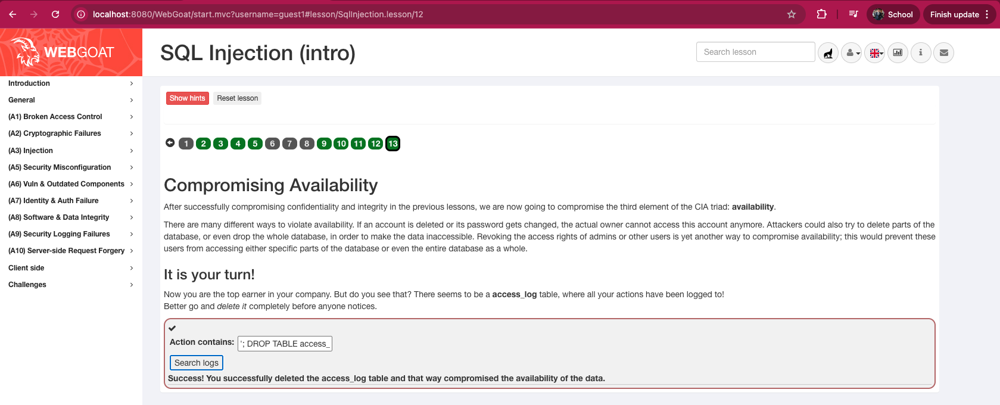 localhost:8080/WebGoat/start.mvc?username=guest1#lesson/SqlInjection.lesson/12
School
Finish update
WEBGOAT
SQL Injection (intro)
Search lesson
Introduction
General
(A1) Broken Access Control
(A2) Cryptographic Failures
(A3) Injection
(A5) Security Misconfiguration
(A6) Vuln & Outdated Components
(A7) Identity & Auth Failure
(A8) Software & Data Integrity
(A9) Security Logging Failures
(A10) Server-side Request Forgery
Client side
Challenges
Show hints
Reset lesson
1 2 3 4 5 6 7 8 9 10 11 12 13
Compromising Availability
After successfully compromising confidentiality and integrity in the previous lessons, we are now going to compromise the third element of the CIA triad: availability.
There are many different ways to violate availability. If an account is deleted or its password gets changed, the actual owner cannot access this account anymore. Attackers could also try to delete parts of the
database, or even drop the whole database, in order to make the data inaccessible. Revoking the access rights of admins or other users is yet another way to compromise availability; this would prevent these
users from accessing either specific parts of the database or even the entire database as a whole.
It is your turn!
Now you are the top earner in your company. But do you see that? There seems to be a access_log table, where all your actions have been logged to!
Better go and delete it completely before anyone notices.
Action contains: '; DROP TABLE access_
Search logs
Success! You successfully deleted the access_log table and that way compromised the availability of the data.